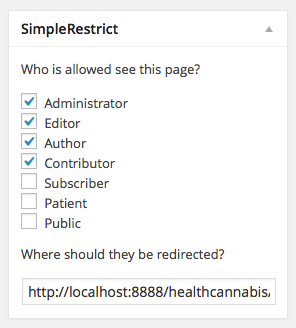 SimpleRestrict
Who is allowed see this page?
Administrator
Editor
Author
Contributor
Subscriber
Patient
Public
Where should they be redirected?
http://localhost:8888/healthcannabis/